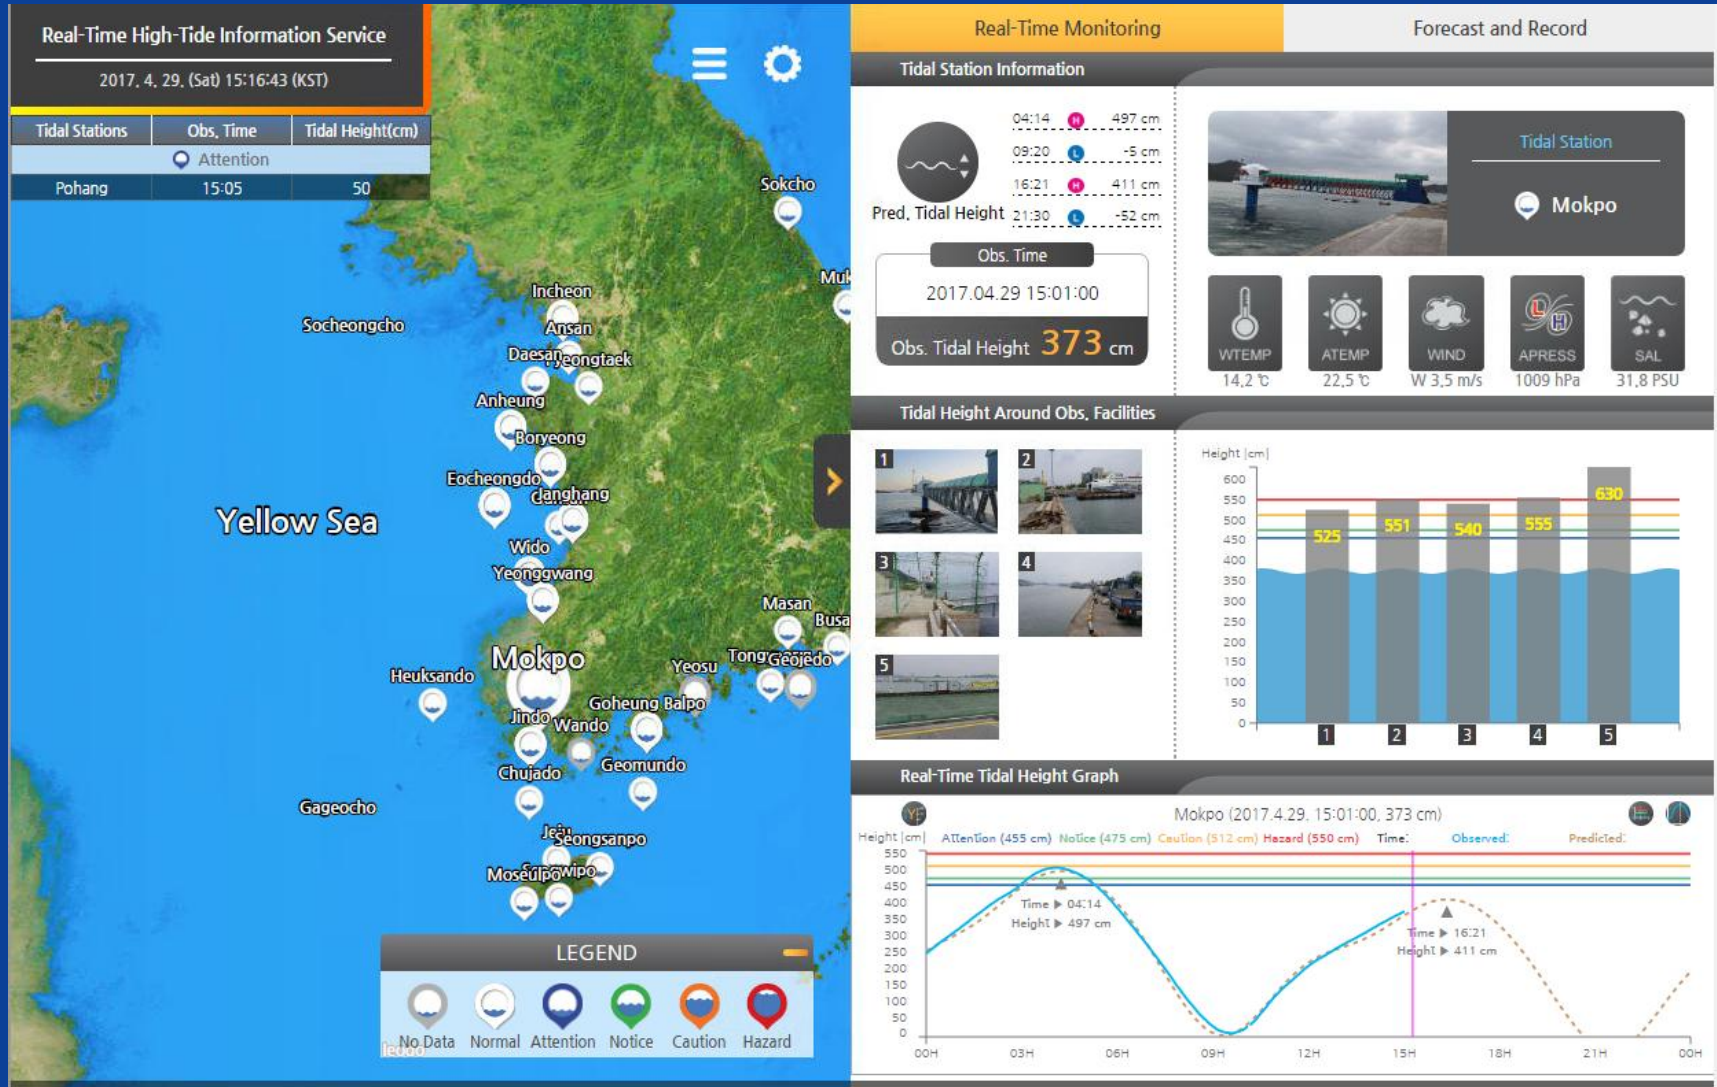 Real-Time High-Tide Information Service
2017. 4. 29. (Sat) 15:16:43 (KST)
Tidal Stations Obs. Time Tidal Height(cm)
Attention
Pohang 15:05 50
Sokcho
Incheon
Socheongcho
Ansan
Daesan
Anheung
Boryeong
Eocheongdo
Janghang
Yellow Sea
Wido
Yeonggwang
Masan
Mokpo
Yeosu
Geojedo
Heuksando
Goheung Balpo
Jindo
Wando
Geomundo
Chujado
Gageocho
Seongsanpo
Moseulpo
LEGEND
No Data Normal Attention Notice Caution Hazard
Real-Time Monitoring
Forecast and Record
Tidal Station Information
04:14 H 497 cm
09:20 L -5 cm
16:21 H 411 cm
21:30 L -52 cm
Pred. Tidal Height
Obs. Time
2017.04.29 15:01:00
Obs. Tidal Height 373 cm
Tidal Station
Mokpo
WTEMP ATEMP WIND APRESS SAL
14.2 ℃ 22.5 ℃ W 3.5 m/s 1009 hPa 31.8 PSU
Tidal Height Around Obs. Facilities
1 2
3 4
5
Height |cm|
600
550
500
450
400
350
300
250
200
150
100
50
0
525 551 540 555 630
1 2 3 4 5
Real-Time Tidal Height Graph
YE
Mokpo (2017.4.29. 15:01:00, 373 cm)
Height |cm| Attention (455 cm) Notice (475 cm) Caution (512 cm) Hazard (550 cm) Time: Observed: Predicted:
550
500
450
400
350
300
250
200
150
100
50
0
Time ▶ 04:14
Height ▶ 497 cm
Time ▶ 16:21
Height ▶ 411 cm
00H 03H 06H 09H 12H 15H 18H 21H 00H